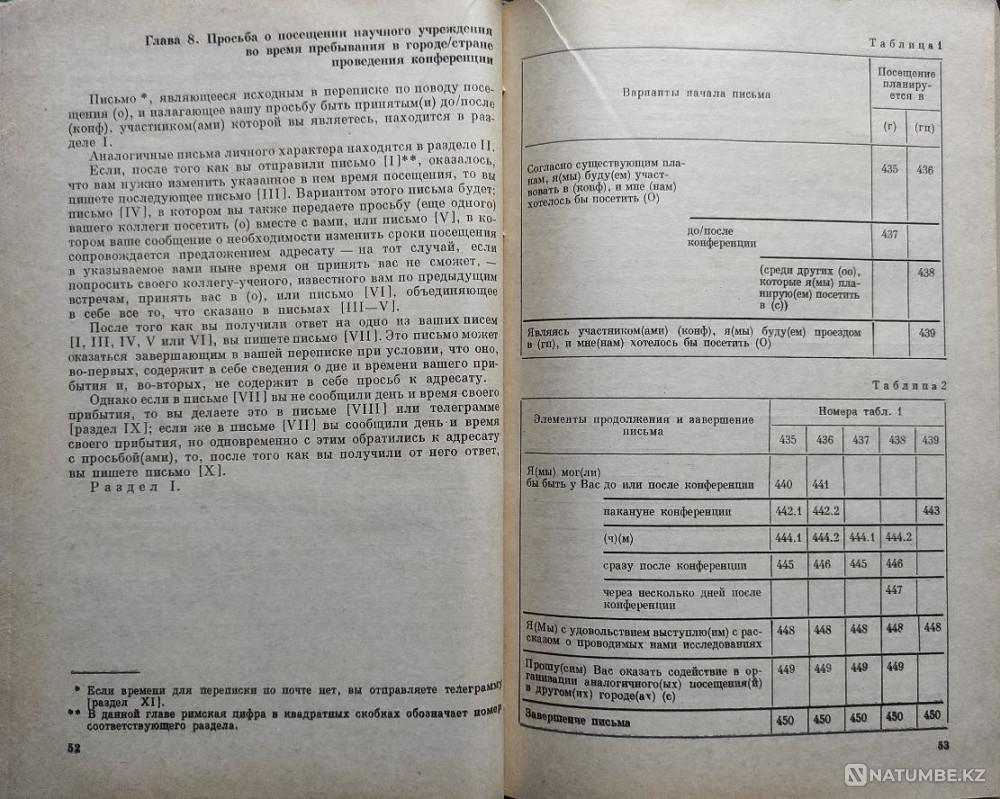 Глава 8. Просьба о посещении научного учреждения
во время пребывания в городе/стране
проведения конференции
Письмо *, являющееся исходным в переписке по поводу посе-
щения (о), и излагающее вашу просьбу быть принятым(и) до/после
(конф), участником(ами) которой вы являетесь, находится в раз-
деле I.
Аналогичные письма личного характера находятся в разделе II.
Если, после того как вы отправили письмо [I]**, оказалось,
что вам нужно изменить указанное в нем время посещения, то вы
пишете последующее письмо [III]. Вариантом этого письма будет:
письмо [IV], в котором вы также передаете просьбу (еще одного)
вашего коллеги посетить (о) вместе с вами, или письмо [V], в ко-
тором ваше сообщение о необходимости изменить сроки посещения
сопровождается предложением адресату — на тот случай, если
в указываемое вами ныне время он принять вас не сможет, —
попросить своего коллегу-ученого, известного вам по предыдущим
встречам, принять вас в (о), или письмо [VI], объединяющее
в себе все то, что сказано в письмах [III—V].
После того как вы получили ответ на одно из ваших писем
[I, III, IV, V или VI], вы пишете письмо [VII]. Это письмо может
оказаться завершающим в вашей переписке при условии, что оно,
во-первых, содержит в себе сведения о дне и времени вашего при-
бытия и, во-вторых, не содержит в себе просьб к адресату.
Однако если в письме [VII] вы не сообщили день и время своего
прибытия, то вы делаете это в письме [VIII] или телеграмме
[раздел IX]; если же в письме [VII] вы сообщили день и время
своего прибытия, но одновременно с этим обратились к адресату
с просьбой(ами), то, после того как вы получили от него ответ,
вы пишете письмо [X].
Раздел I.
* Если времени для переписки по почте нет, вы отправляете телеграмму
[раздел XI].
** В данной главе римская цифра в квадратных скобках обозначает номер
соответствующего раздела.
52
Таблица 1
Варианты начала письма
Посещение
планиру-
ется в
(г) (гп)
Согласно существующим пла-
нам, я(мы) буду(ем) участ-
вовать в (конф), и мне (нам)
хотелось бы посетить (О)
435 436
до/после
конференции
437
(среди других (оо),
которые я(мы) пла-
нирую(ем) посетить
в (с))
438
Являясь участником(ами) (конф), я(мы) буду(ем) проездом
в (гп), и мне(нам) хотелось бы посетить (О)
439
Таблица 2
Элементы продолжения и завершение
письма
Номера табл. 1
435 436 437 438 439
Я(мы) мог(ли)
бы быть у Вас до или после конференции 440 441
накануне конференции 442.1 442.2 443
(ч)(м) 444.1 444.2 444.1 444.2
сразу после конференции 445 446 445 446
через несколько дней после
конференции
447
Я(Мы) с удовольствием выступлю(им) с рас-
сказом о проводимых нами исследованиях
448 448 448 448 448
Прошу(сим) Вас оказать содействие в ор-
ганизации аналогичного(ых) посещения(й)
в другом(их) городе(ах) (с)
449 449 449 449
Завершение письма 450 450 450 450 450
53
NATUMBE.KZ